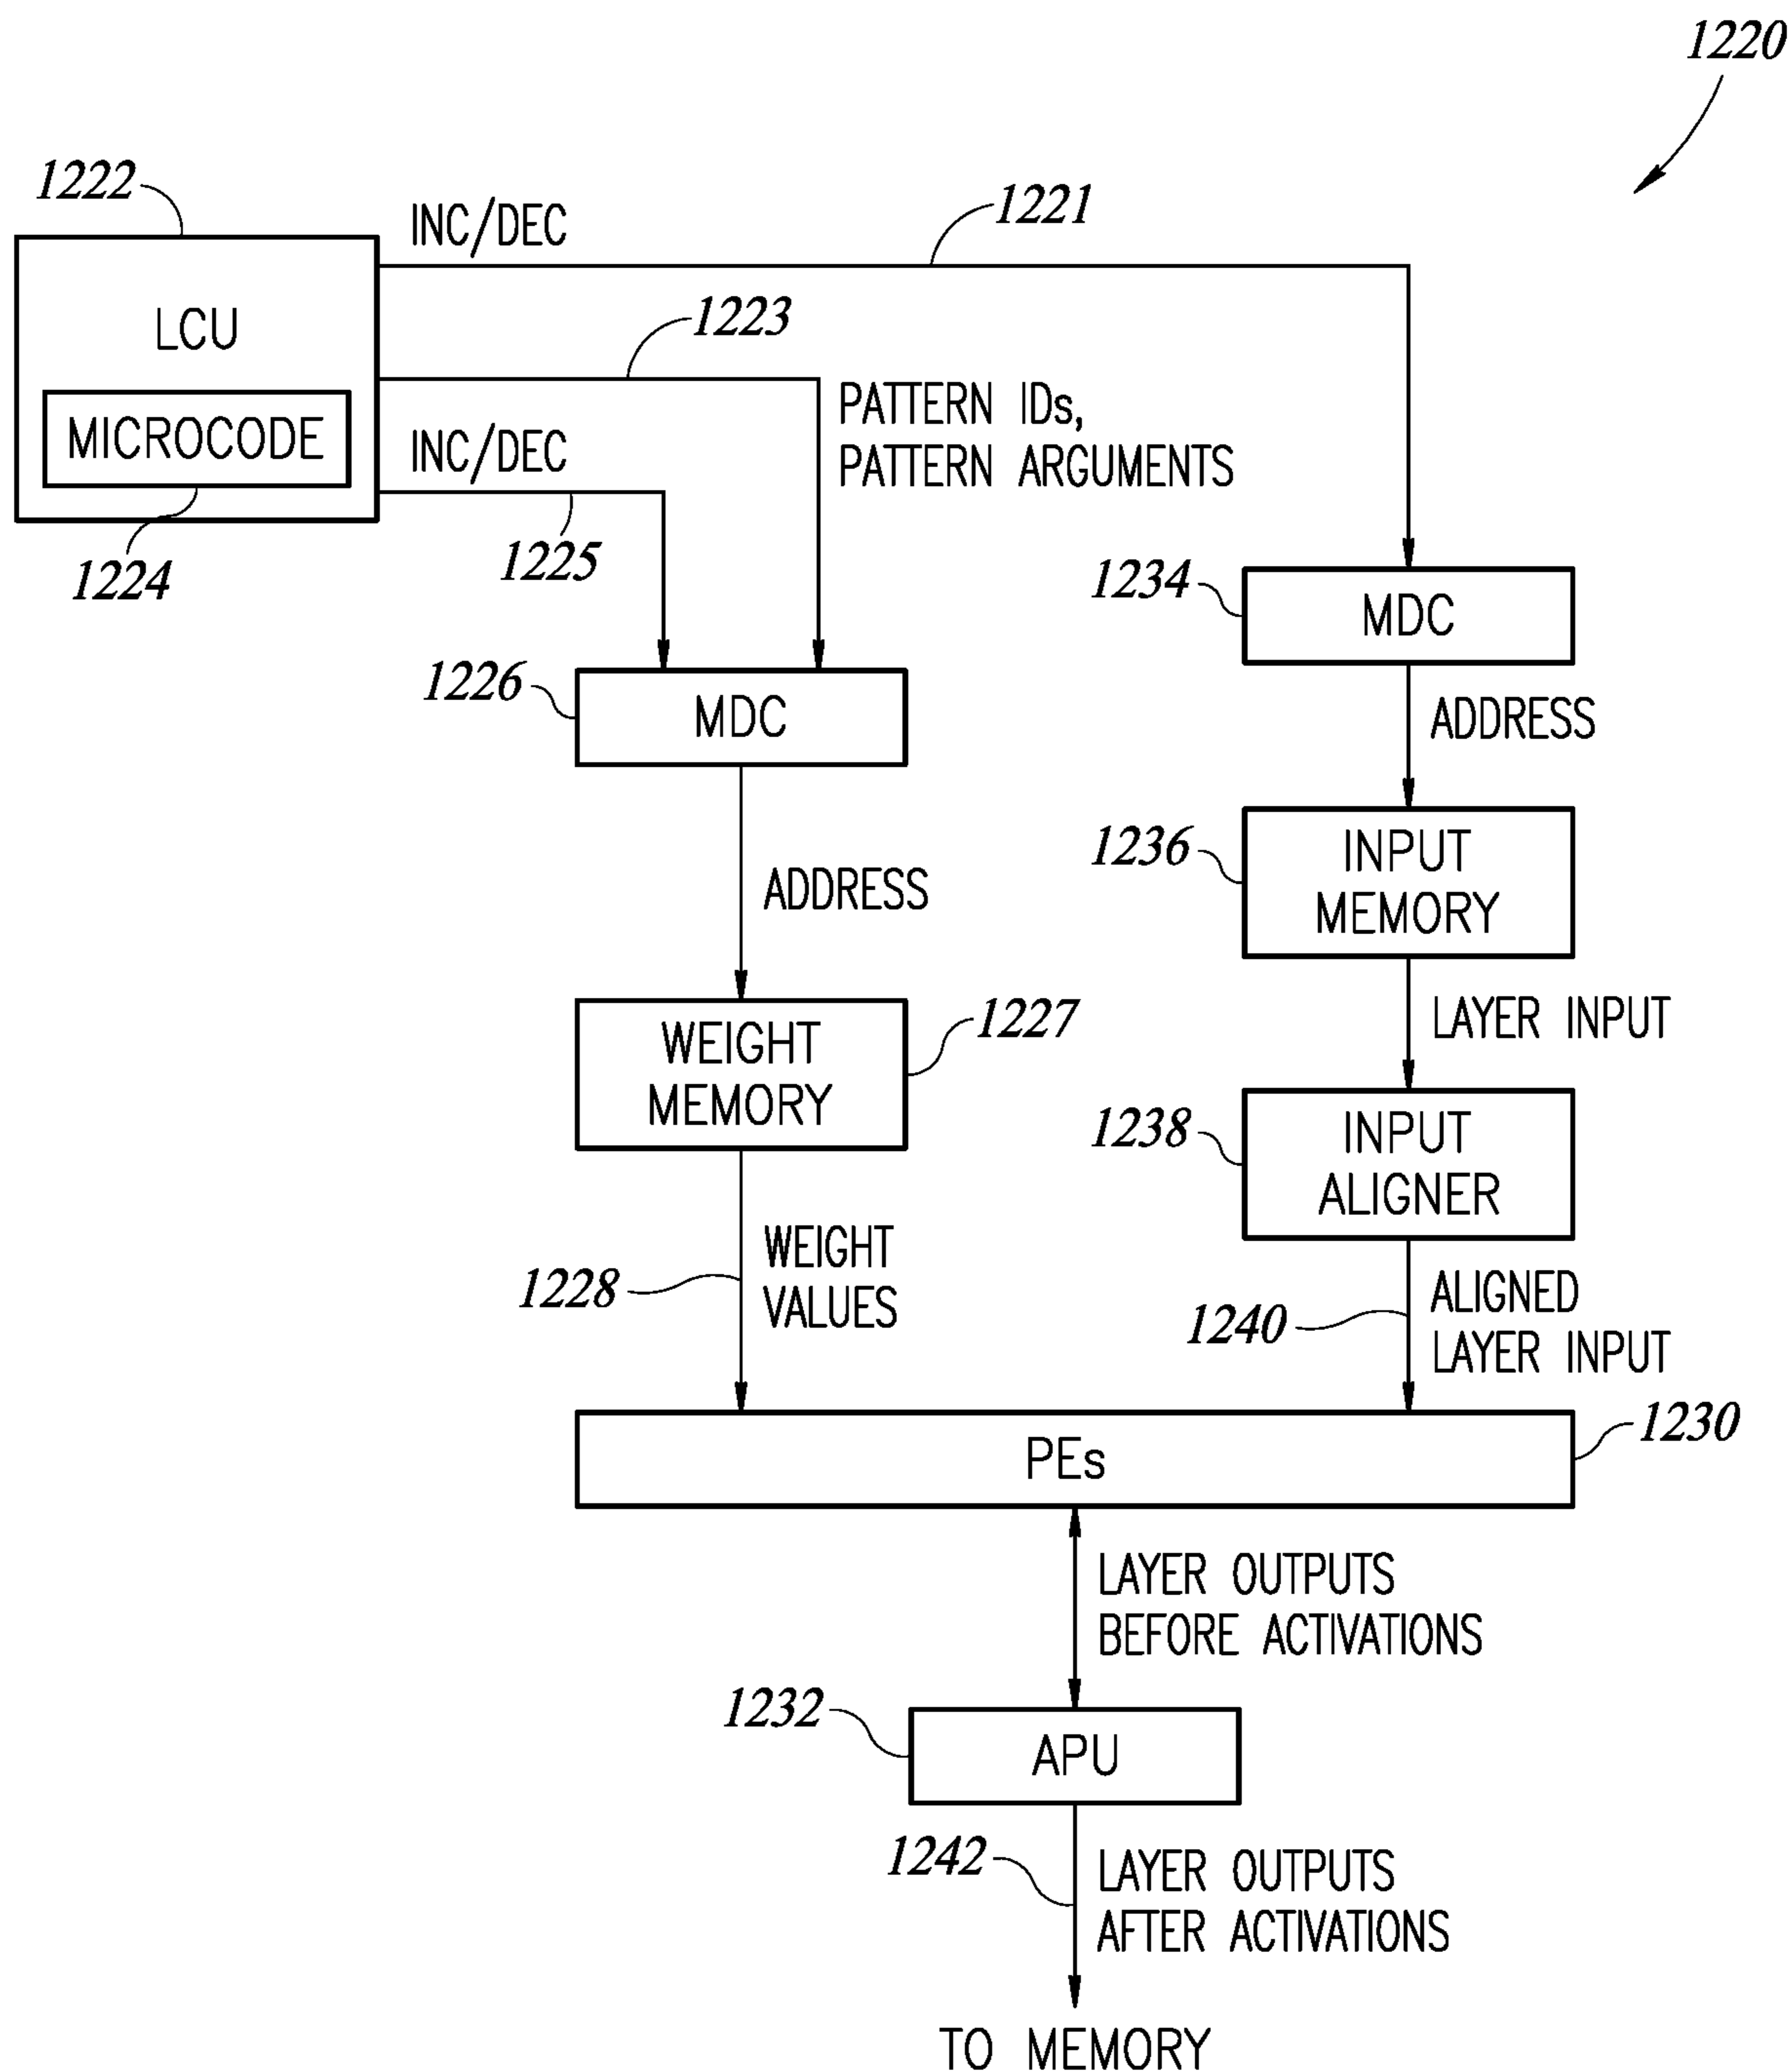 1220
1222
INC/DEC
1221
LCU
1223
MICROCODE
PATTERN IDs,
PATTERN ARGUMENTS
INC/DEC
1224
1225
1234
MDC
1226
MDC
ADDRESS
ADDRESS
1236
INPUT
MEMORY
WEIGHT
MEMORY
1227
LAYER INPUT
1238
INPUT
ALIGNER
1228
WEIGHT
VALUES
1240
ALIGNED
LAYER INPUT
PEs
1230
LAYER OUTPUTS
BEFORE ACTIVATIONS
1232
APU
1242
LAYER OUTPUTS
AFTER ACTIVATIONS
TO MEMORY